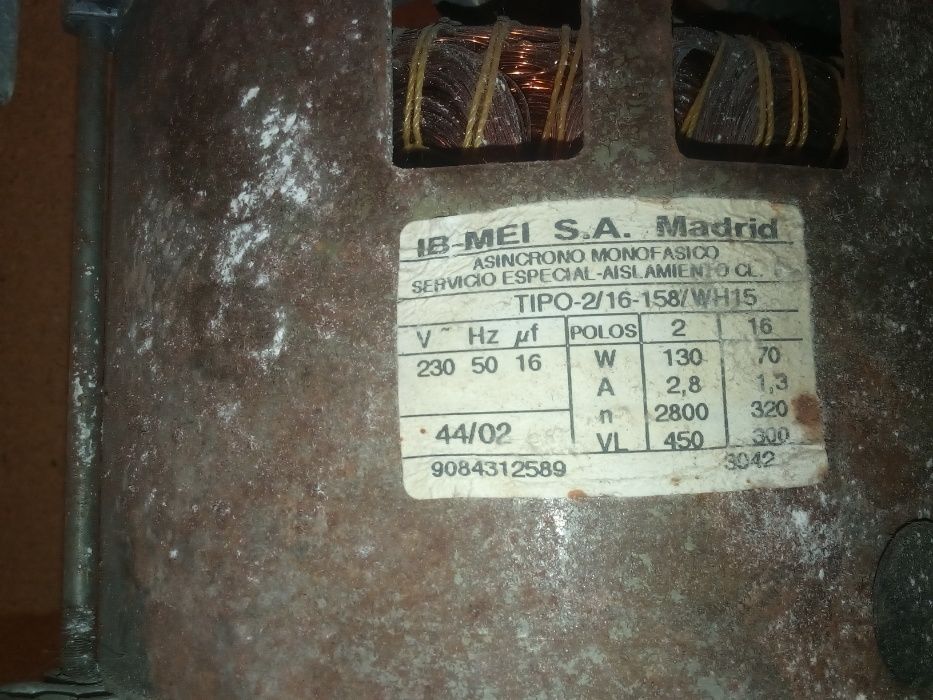 IB-MEI S.A. Madrid
ASINCRONO MONOFASICO
SERVICIO ESPECIAL-AISLAMIENTO CL.
TIPO-2/16-158/WH15
V~ Hz µf POLOS 2 16
230 50 16 W 130 70
A 2,8 1,3
n 2800 320
44/02 VL 450 300
9084312589 3042